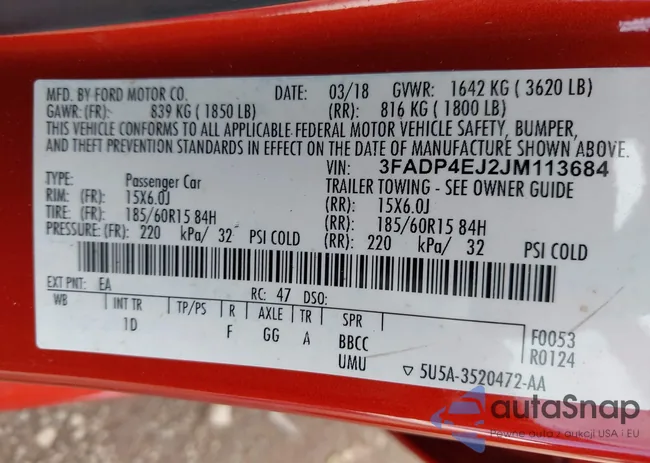 MFD. BY FORD MOTOR CO. DATE: 03/18 GVWR: 1642 KG ( 3620 LB)
GAWR: (FR): 839 KG ( 1850 LB) (RR): 816 KG ( 1800 LB)
THIS VEHICLE CONFORMS TO ALL APPLICABLE FEDERAL MOTOR VEHICLE SAFETY, BUMPER,
AND THEFT PREVENTION STANDARDS IN EFFECT ON THE DATE OF MANUFACTURE SHOWN ABOVE.
VIN: 3FADP4EJ2JM113684
TYPE: Passenger Car TRAILER TOWING - SEE OWNER GUIDE
RIM: (FR): 15X6.0J (RR): 15X6.0J
TIRE: (FR): 185/60R15 84H (RR): 185/60R15 84H
PRESSURE: (FR): 220 kPa/ 32 PSI COLD (RR): 220 kPa/ 32 PSI COLD
EXT PNT: EA RC: 47 DSO:
WB INT TR TP/PS R AXLE TR SPR
1D F GG A BBCC
UMU
F0053
R0124
▽ 5U5A-3520472-AA
autaSnap
Pewne auta z aukcji USA i EU